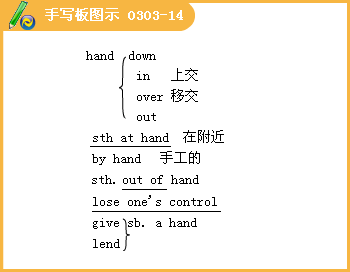 手写板图示 0303-14
hand down
in 上交
over 移交
out
sth at hand 在附近
by hand 手工的
sth. out of hand
lose one's control
give sb. a hand
lend